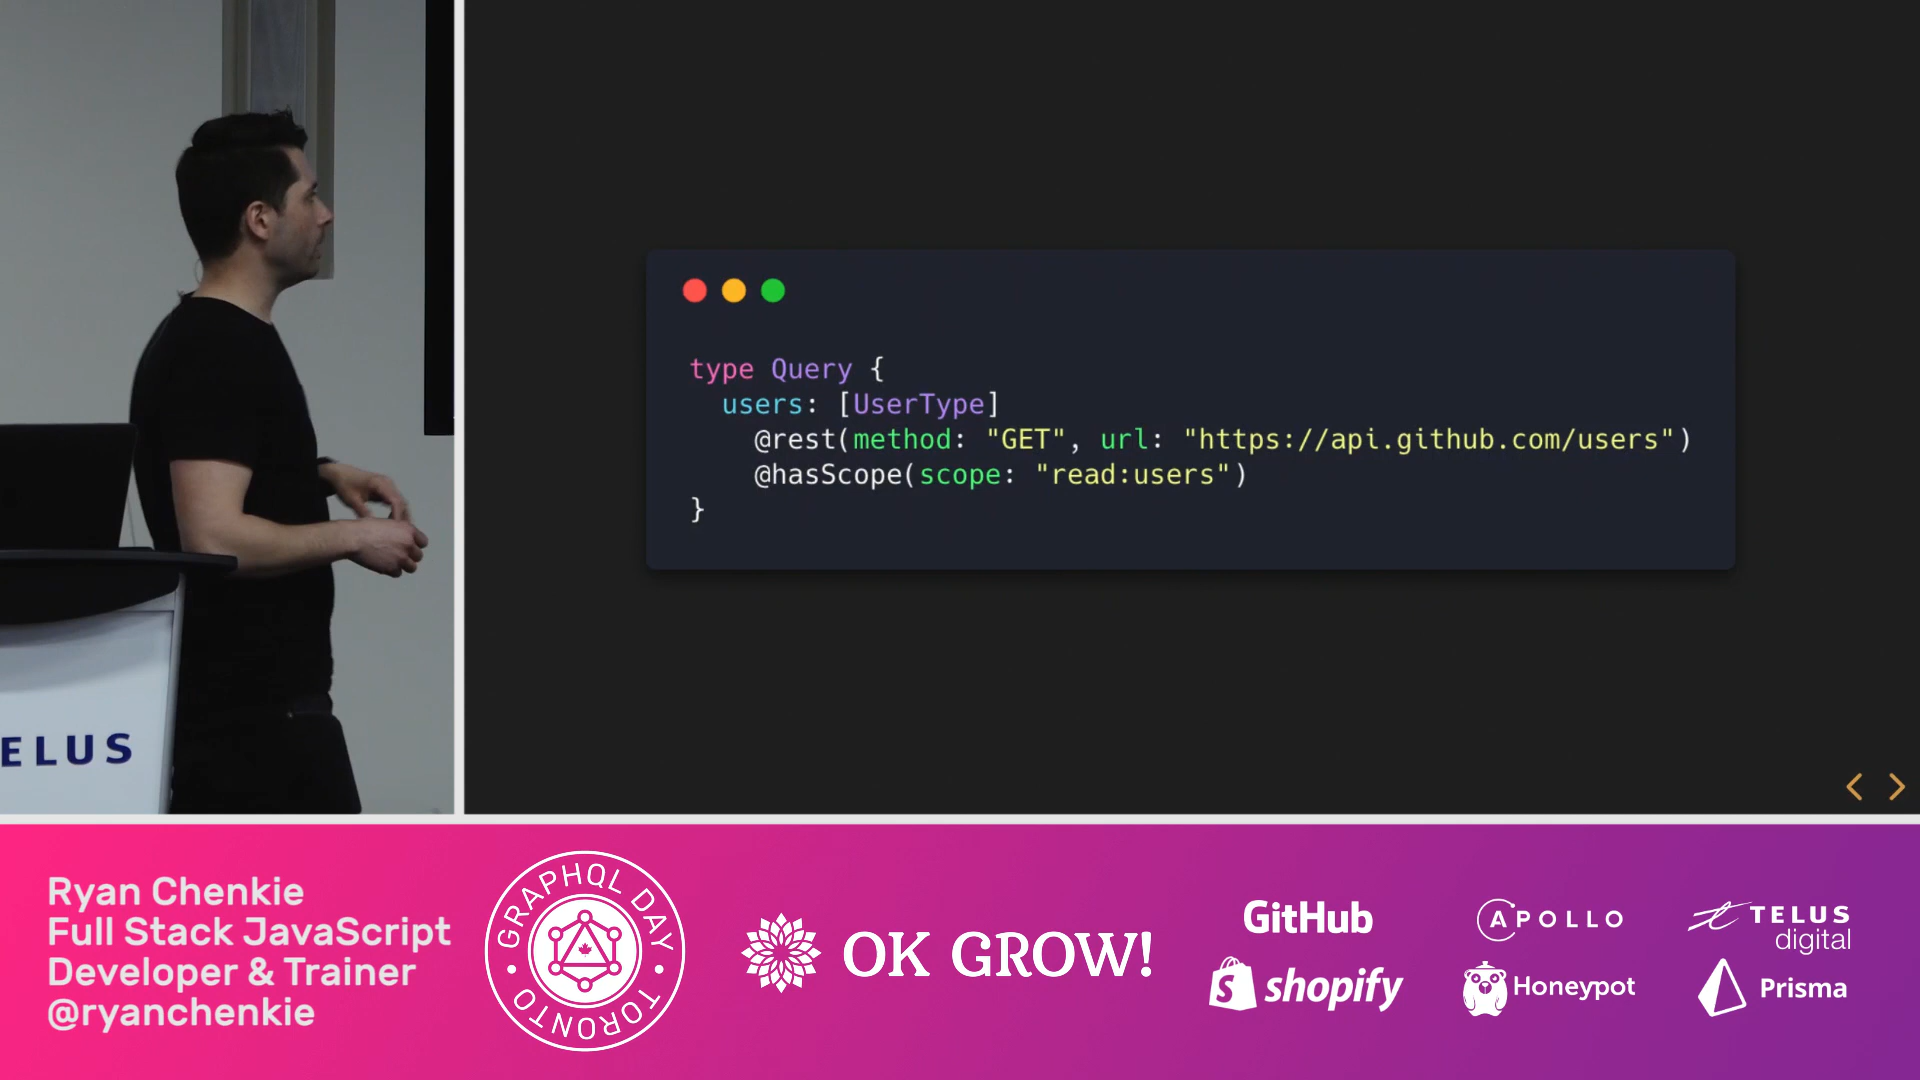 type Query {
users: [UserType]
@rest(method: "GET", url: "https://api.github.com/users")
@hasScope(scope: "read:users")
}
ELUS
Ryan Chenkie
Full Stack JavaScript
Developer & Trainer
@ryanchenkie
GRAPHQL DAY
TORONTO
OK GROW!
GitHub
APOLLO
TELUS
digital
shopify
Honeypot
Prisma